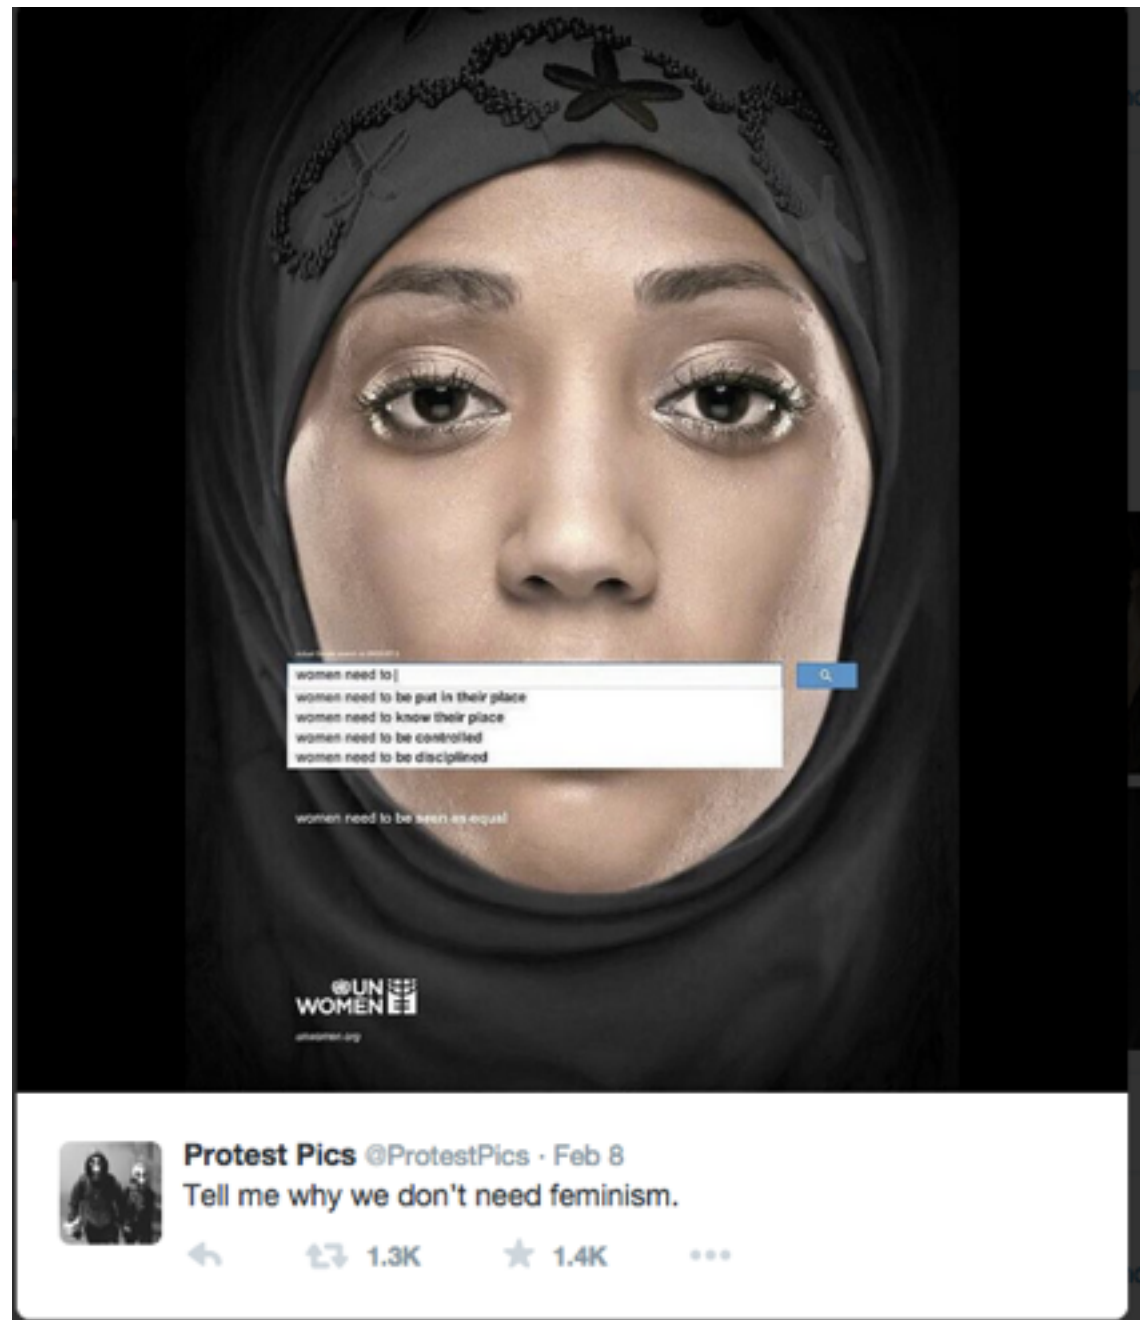 women need to
women need to be put in their place
women need to know their place
women need to be controlled
women need to be disciplined
women need to be seen as equal
UN
WOMEN
unwomen.org
Protest Pics @ProtestPics · Feb 8
Tell me why we don't need feminism.
1.3K 1.4K